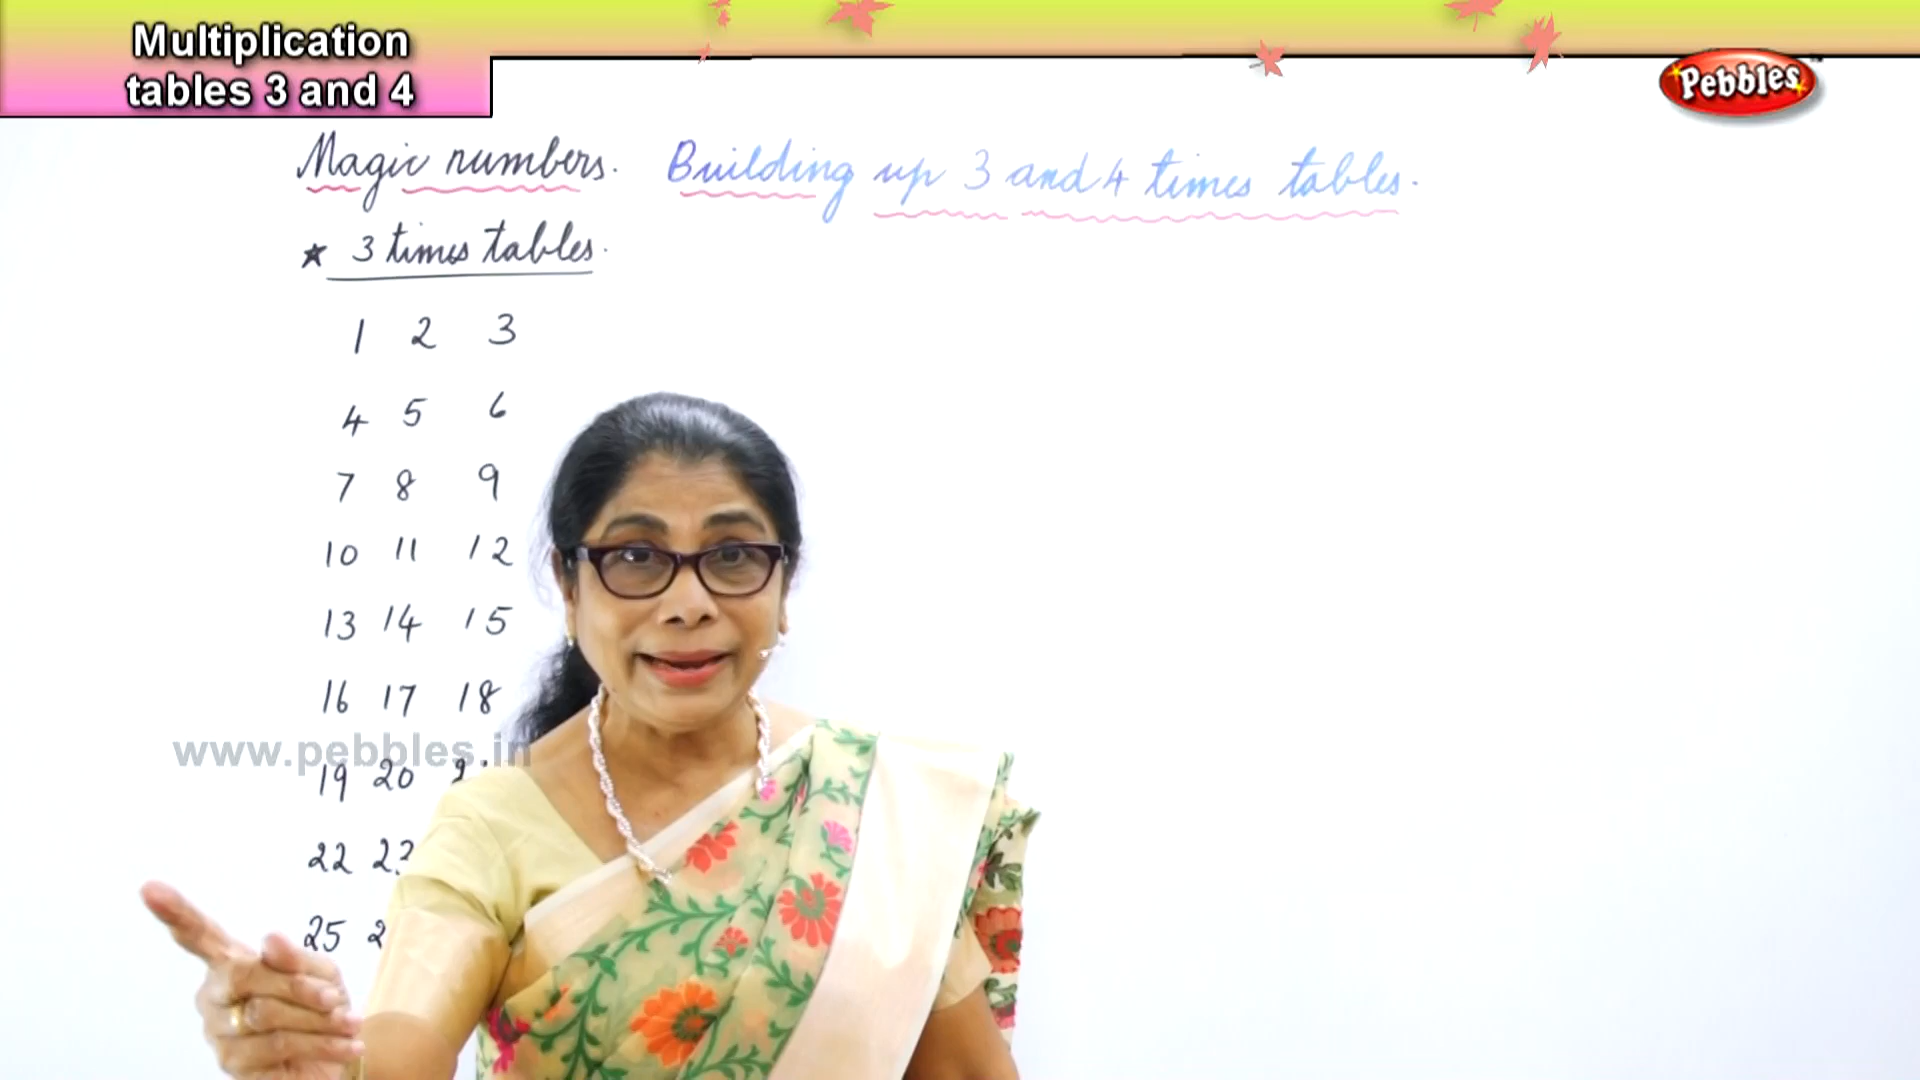 Multiplication
tables 3 and 4
Pebbles
Magic numbers. Building up 3 and 4 times tables.
★ 3 times tables.
1 2 3
4 5 6
7 8 9
10 11 12
13 14 15
16 17 18
www.pebbles.in
19 20
22
25